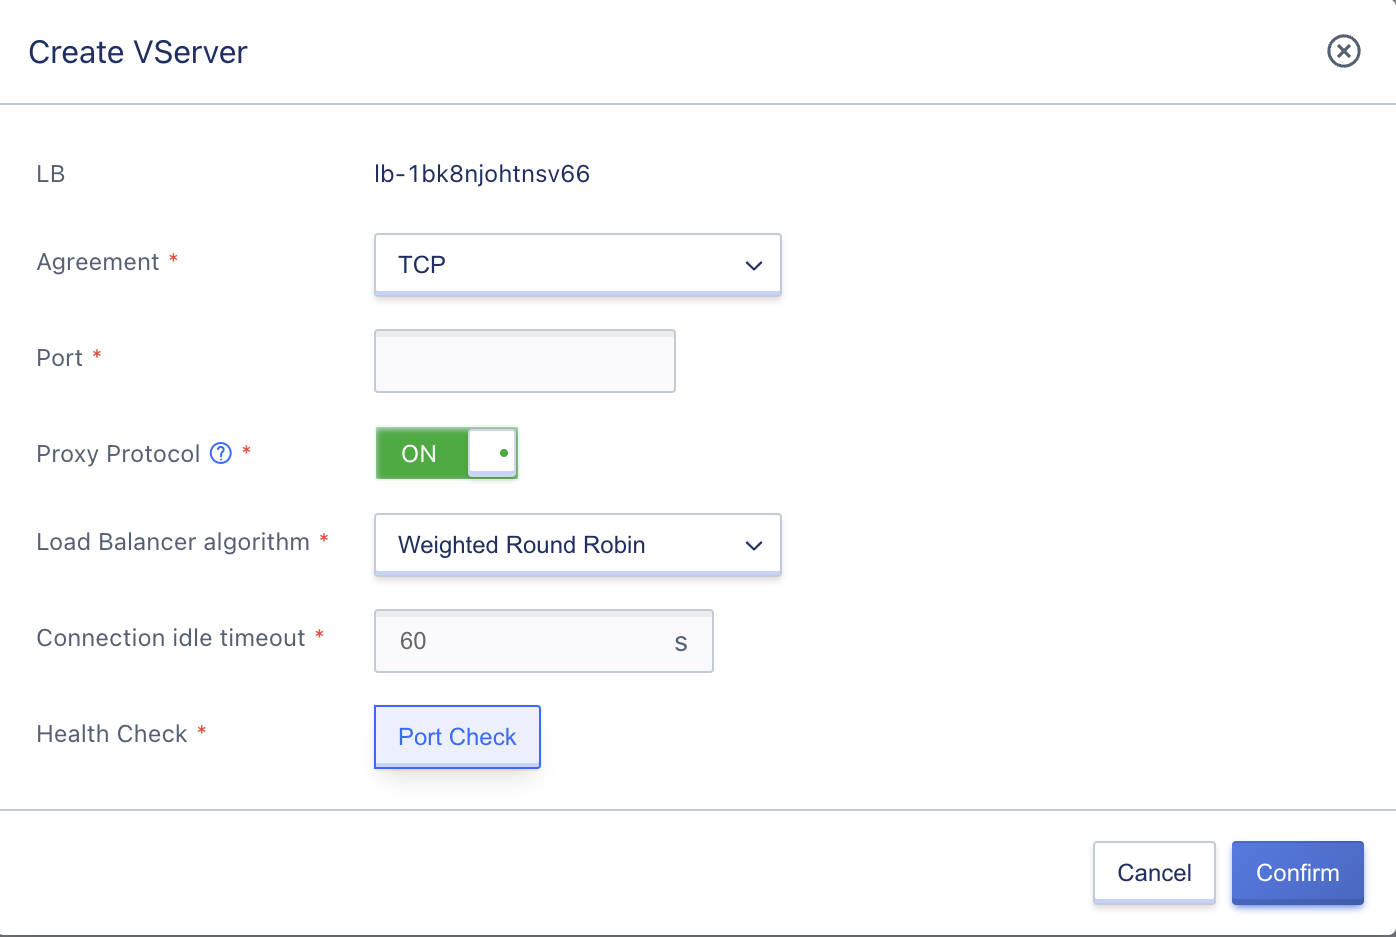 Create VServer
LB lb-1bk8njohtnsv66
Agreement * TCP
Port *
Proxy Protocol ? * ON
Load Balancer algorithm * Weighted Round Robin
Connection idle timeout * 60 s
Health Check * Port Check
Cancel Confirm